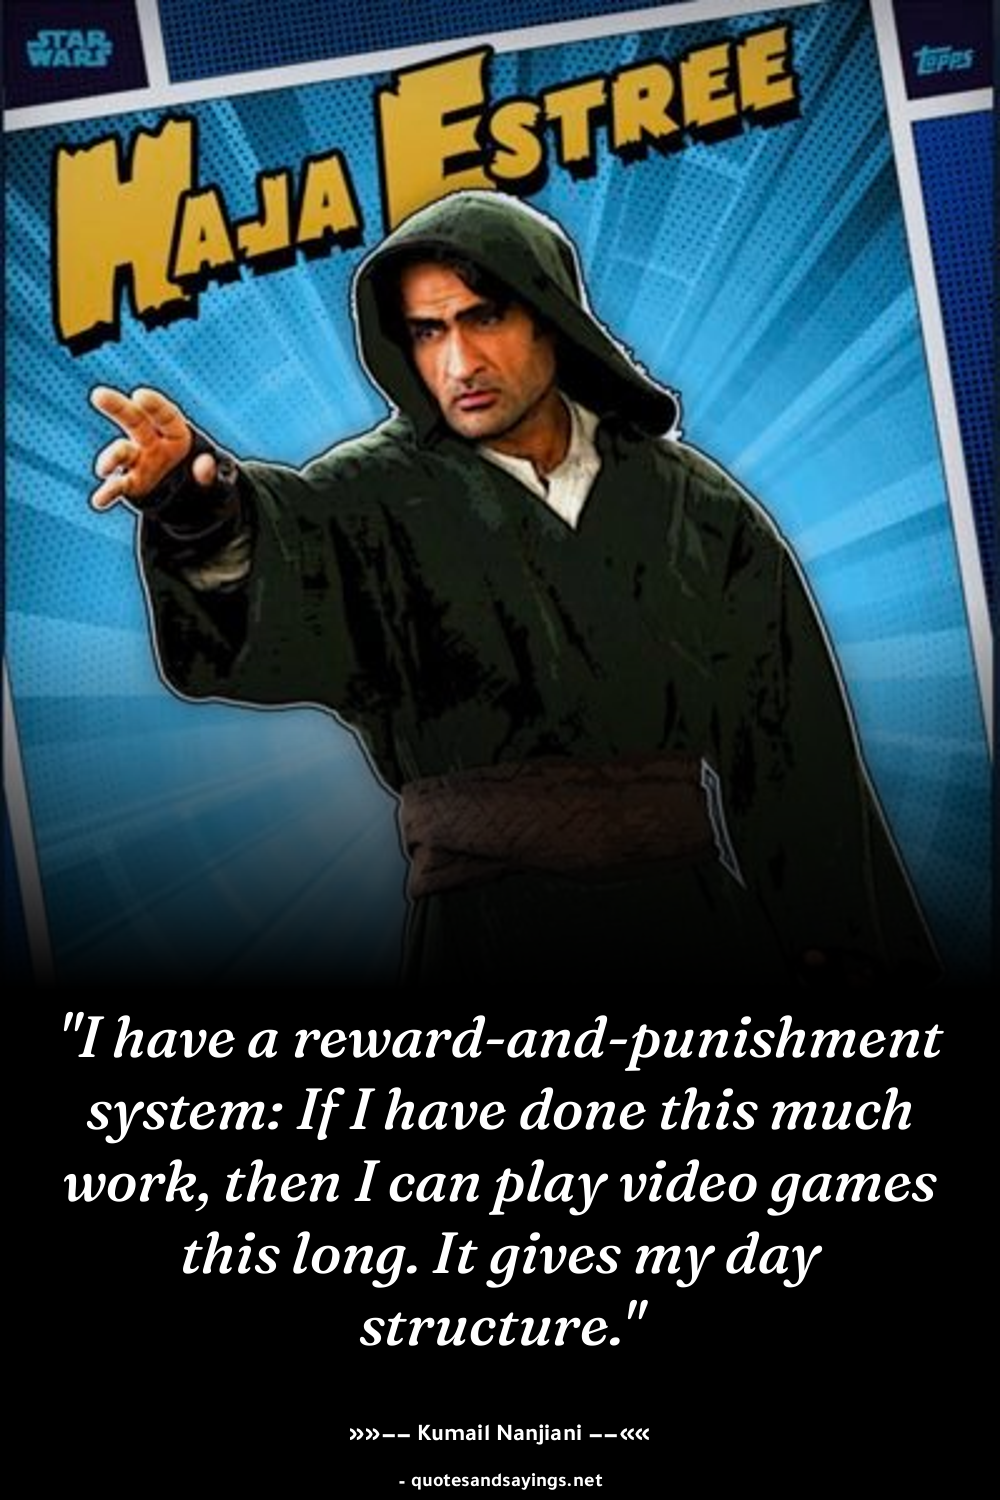 STAR
WARS
TOPPS
HAJA ESTREE
"I have a reward-and-punishment
system: If I have done this much
work, then I can play video games
this long. It gives my day
structure."
»»–– Kumail Nanjiani ––««
- quotesandsayings.net